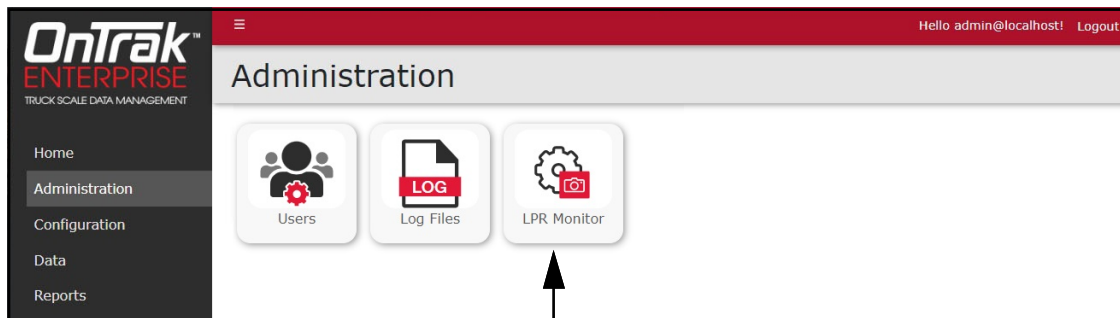 OnTrak™
ENTERPRISE
TRUCK SCALE DATA MANAGEMENT
Home
Administration
Configuration
Data
Reports
☰
Hello admin@localhost! Logout
Administration
Users
LOG
Log Files
LPR Monitor